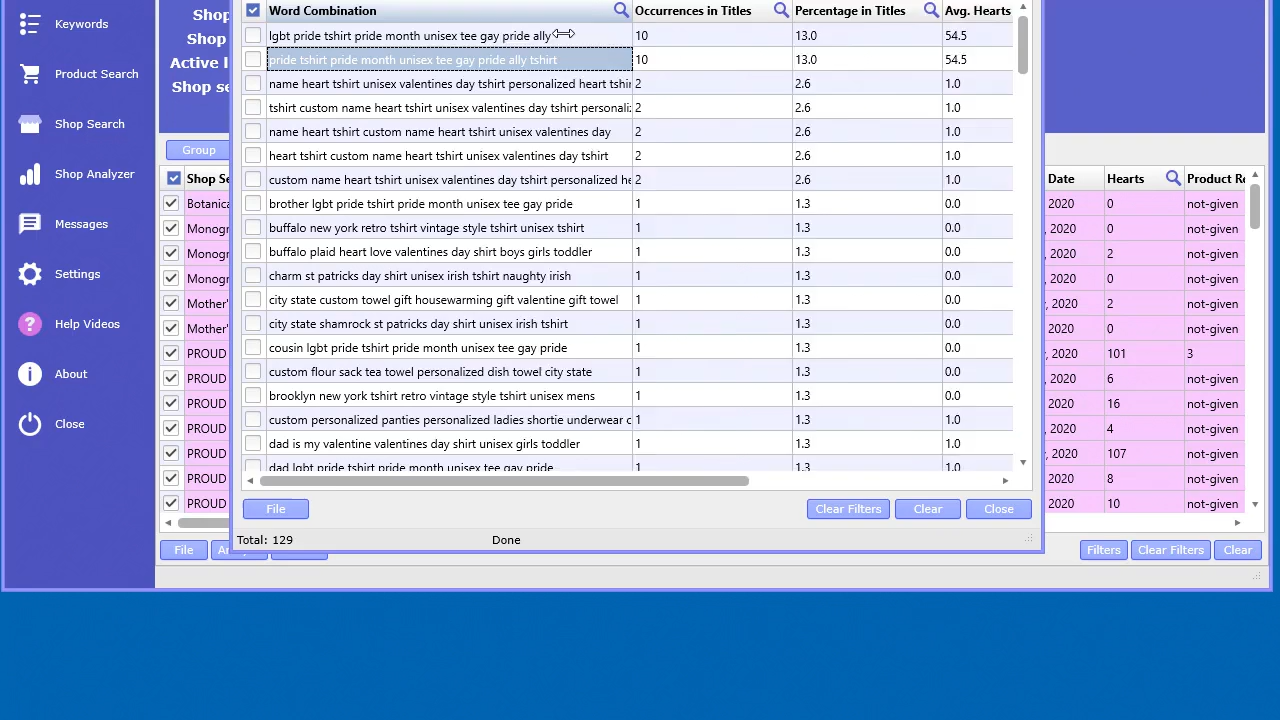 Keywords
Product Search
Shop Search
Shop Analyzer
Messages
Settings
Help Videos
About
Close
Shop
Shop
Active
Shop se
Group
Shop Se
Botanica
Monogr
Monogr
Monogr
Mother'
Mother'
PROUD
PROUD
PROUD
PROUD
PROUD
PROUD
PROUD
File
Word Combination Occurrences in Titles Percentage in Titles Avg. Hearts
lgbt pride tshirt pride month unisex tee gay pride ally 10 13.0 54.5
pride tshirt pride month unisex tee gay pride ally tshirt 10 13.0 54.5
name heart tshirt unisex valentines day tshirt personalized heart tshir 2 2.6 1.0
tshirt custom name heart tshirt unisex valentines day tshirt personaliz 2 2.6 1.0
name heart tshirt custom name heart tshirt unisex valentines day 2 2.6 1.0
heart tshirt custom name heart tshirt unisex valentines day tshirt 2 2.6 1.0
custom name heart tshirt unisex valentines day tshirt personalized he 2 2.6 1.0
brother lgbt pride tshirt pride month unisex tee gay pride 1 1.3 0.0
buffalo new york retro tshirt vintage style tshirt unisex tshirt 1 1.3 0.0
buffalo plaid heart love valentines day shirt boys girls toddler 1 1.3 0.0
charm st patricks day shirt unisex irish tshirt naughty irish 1 1.3 0.0
city state custom towel gift housewarming gift valentine gift towel 1 1.3 0.0
city state shamrock st patricks day shirt unisex irish tshirt 1 1.3 0.0
cousin lgbt pride tshirt pride month unisex tee gay pride 1 1.3 0.0
custom flour sack tea towel personalized dish towel city state 1 1.3 0.0
brooklyn new york tshirt retro vintage style tshirt unisex mens 1 1.3 0.0
custom personalized panties personalized ladies shortie underwear c 1 1.3 1.0
dad is my valentine valentines day shirt unisex girls toddler 1 1.3 1.0
dad lgbt pride tshirt pride month unisex tee gay pride 1 1.3 1.0
File Clear Filters Clear Close
Total: 129 Done
Date Hearts Product Re
2020 0 not-given
, 2020 0 not-given
, 2020 2 not-given
, 2020 0 not-given
, 2020 2 not-given
2020 0 not-given
, 2020 101 3
, 2020 6 not-given
2020 16 not-given
2020 4 not-given
, 2020 107 not-given
2020 8 not-given
2020 10 not-given
Filters Clear Filters Clear